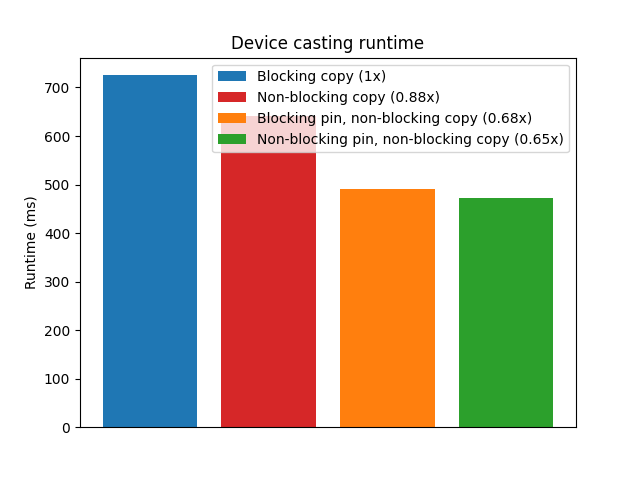 Device casting runtime
Blocking copy (1x)
Non-blocking copy (0.88x)
Blocking pin, non-blocking copy (0.68x)
Non-blocking pin, non-blocking copy (0.65x)
Runtime (ms)
700
600
500
400
300
200
100
0